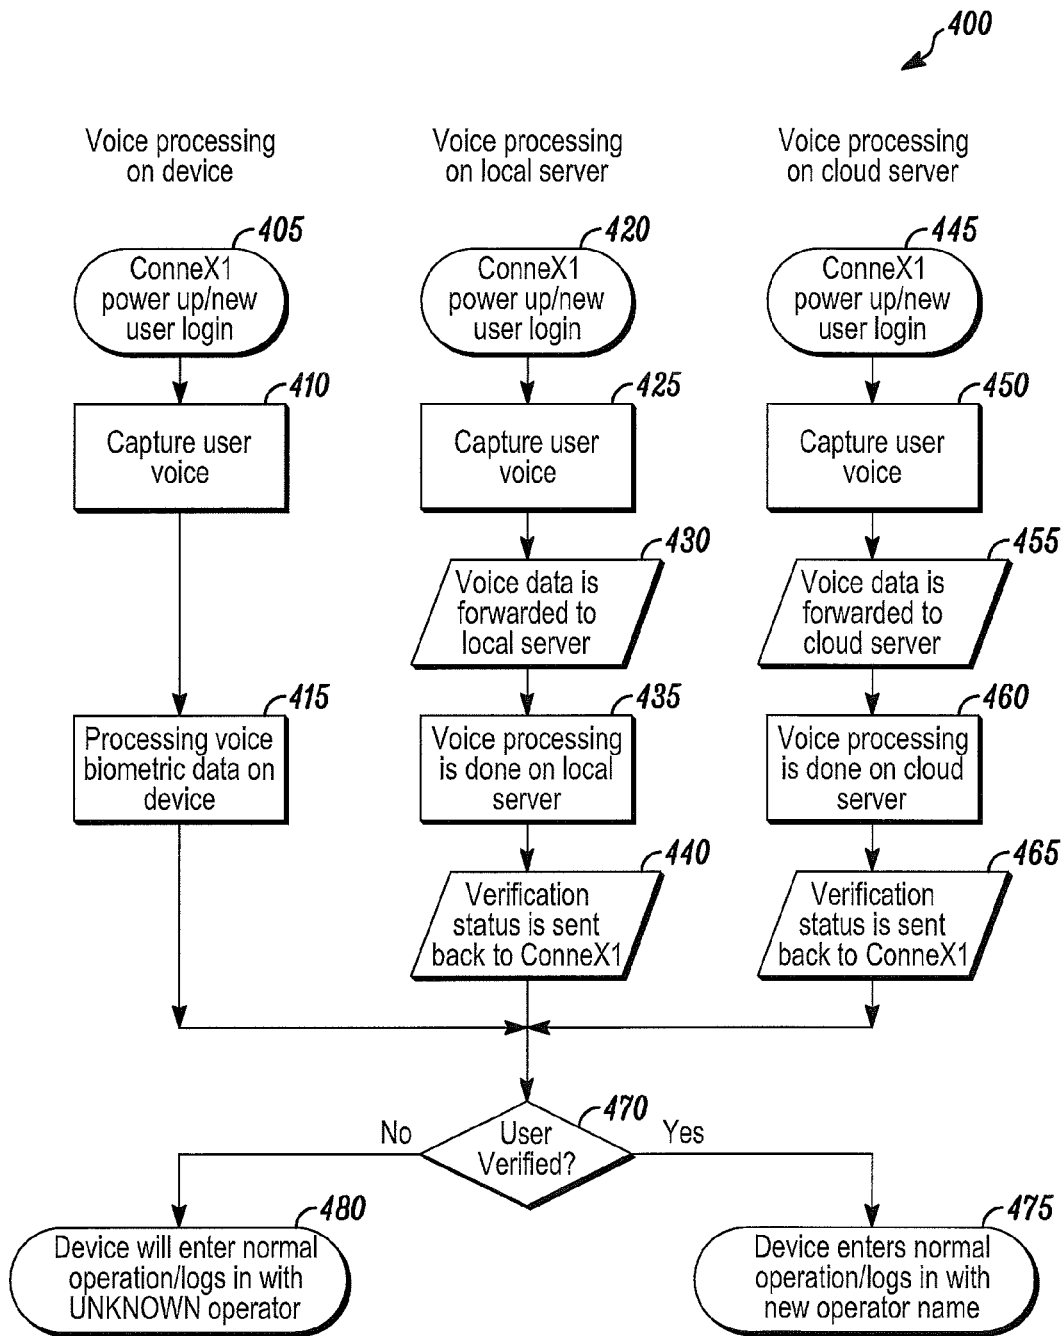 400
Voice processing
on device
Voice processing
on local server
Voice processing
on cloud server
405
ConneX1
power up/new
user login
420
ConneX1
power up/new
user login
445
ConneX1
power up/new
user login
410
Capture user
voice
425
Capture user
voice
450
Capture user
voice
430
Voice data is
forwarded to
local server
455
Voice data is
forwarded to
cloud server
415
Processing voice
biometric data on
device
435
Voice processing
is done on local
server
460
Voice processing
is done on cloud
server
440
Verification
status is sent
back to ConneX1
465
Verification
status is sent
back to ConneX1
470
User
Verified?
No
Yes
480
Device will enter normal
operation/logs in with
UNKNOWN operator
475
Device enters normal
operation/logs in with
new operator name